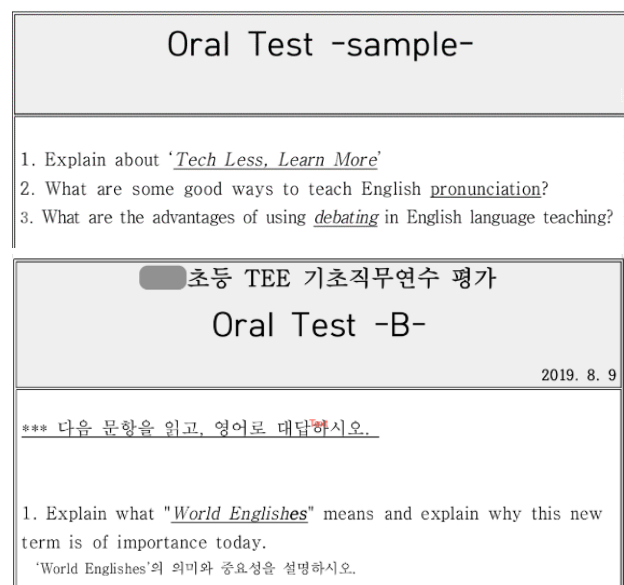 Oral Test -sample-
1. Explain about ‘Tech Less, Learn More’
2. What are some good ways to teach English pronunciation?
3. What are the advantages of using debating in English language teaching?
초등 TEE 기초직무연수 평가
Oral Test -B-
2019. 8. 9
*** 다음 문항을 읽고, 영어로 대답하시오.
1. Explain what "World Englishes" means and explain why this new
term is of importance today.
‘World Englishes’의 의미와 중요성을 설명하시오.